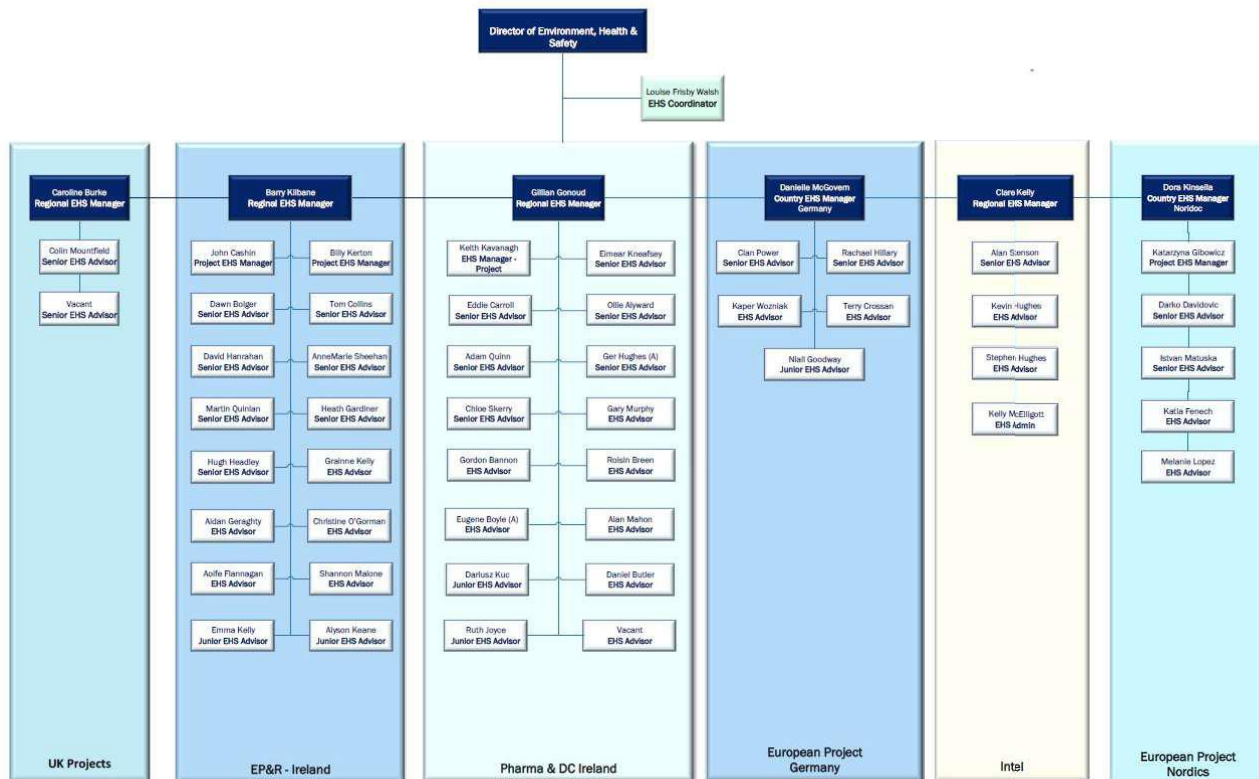 Director of Environment, Health &
Safety
Louise Frisby Walsh
EHS Coordinator
Caroline Burke
Regional EHS Manager
Colin Mountfield
Senior EHS Advisor
Vacant
Senior EHS Advisor
UK Projects
Barry Kilbane
Reginal EHS Manager
John Cashin
Project EHS Manager
Billy Kerton
Project EHS Manager
Dawn Bolger
Senior EHS Advisor
Tom Collins
Senior EHS Advisor
David Hanrahan
Senior EHS Advisor
AnneMarie Sheehan
Senior EHS Advisor
Martin Quinlan
Senior EHS Advisor
Heath Gardiner
Senior EHS Advisor
Hugh Headley
Senior EHS Advisor
Grainne Kelly
EHS Advisor
Aidan Geraghty
EHS Advisor
Christine O'Gorman
EHS Advisor
Aoife Flannagan
EHS Advisor
Shannon Malone
EHS Advisor
Emma Kelly
Junior EHS Advisor
Alyson Keane
Junior EHS Advisor
EP&R - Ireland
Gillian Gonoud
Regional EHS Manager
Keith Kavanagh
EHS Manager -
Project
Eimear Kneafsey
Senior EHS Advisor
Eddie Carroll
Senior EHS Advisor
Ollie Alyward
Senior EHS Advisor
Adam Quinn
Senior EHS Advisor
Ger Hughes (A)
Senior EHS Advisor
Chloe Skerry
Senior EHS Advisor
Gary Murphy
EHS Advisor
Gordon Bannon
EHS Advisor
Roisin Breen
EHS Advisor
Eugene Boyle (A)
EHS Advisor
Alan Mahon
EHS Advisor
Dariusz Kuc
Junior EHS Advisor
Daniel Butler
EHS Advisor
Ruth Joyce
Junior EHS Advisor
Vacant
EHS Advisor
Pharma & DC Ireland
Danielle McGovern
Country EHS Manager
Germany
Cian Power
Senior EHS Advisor
Rachael Hillary
Senior EHS Advisor
Kaper Wozniak
EHS Advisor
Terry Crossan
EHS Advisor
Niall Goodway
Junior EHS Advisor
European Project
Germany
Clare Kelly
Regional EHS Manager
Alan Stenson
Senior EHS Advisor
Kevin Hughes
EHS Advisor
Stephen Hughes
EHS Advisor
Kelly McElligott
EHS Admin
Intel
Dora Kinsella
Country EHS Manager
Noridoc
Katarzyna Gibowicz
Project EHS Manager
Darko Davidovic
Senior EHS Advisor
Istvan Matuska
Senior EHS Advisor
Katia Fenech
EHS Advisor
Melanie Lopez
EHS Advisor
European Project
Nordics